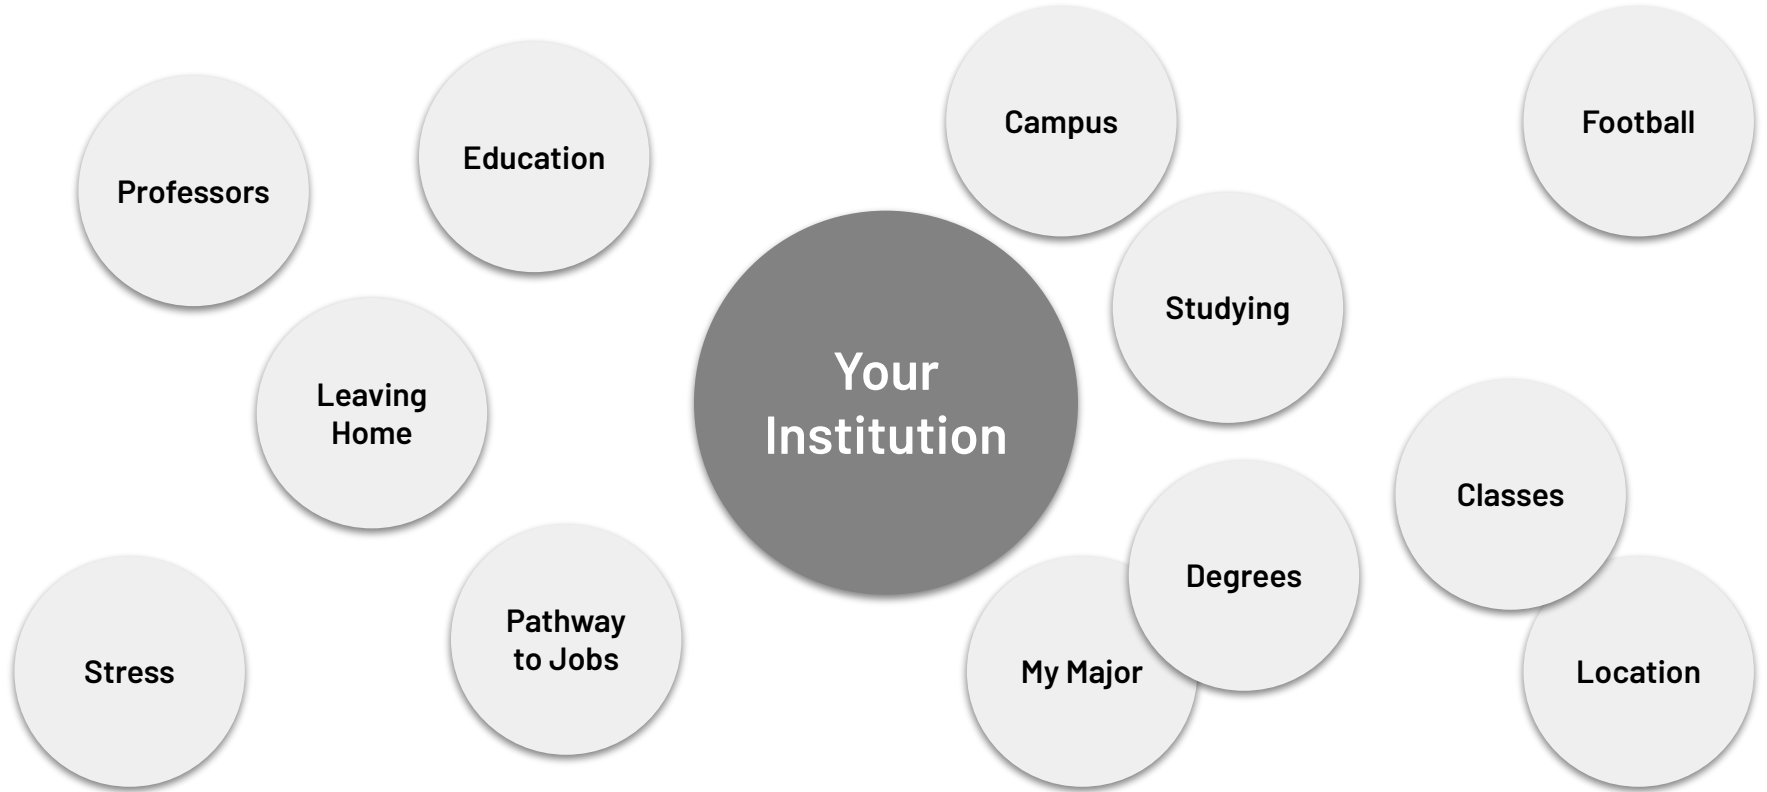 Campus
Football
Education
Professors
Studying
Your
Institution
Leaving
Home
Classes
Degrees
Pathway
to Jobs
Stress
My Major
Location